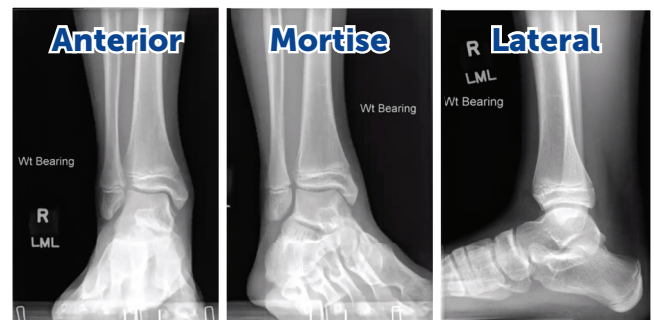 Anterior
Wt Bearing
R
LML
Mortise
Wt Bearing
Lateral
R
LML
Wt Bearing